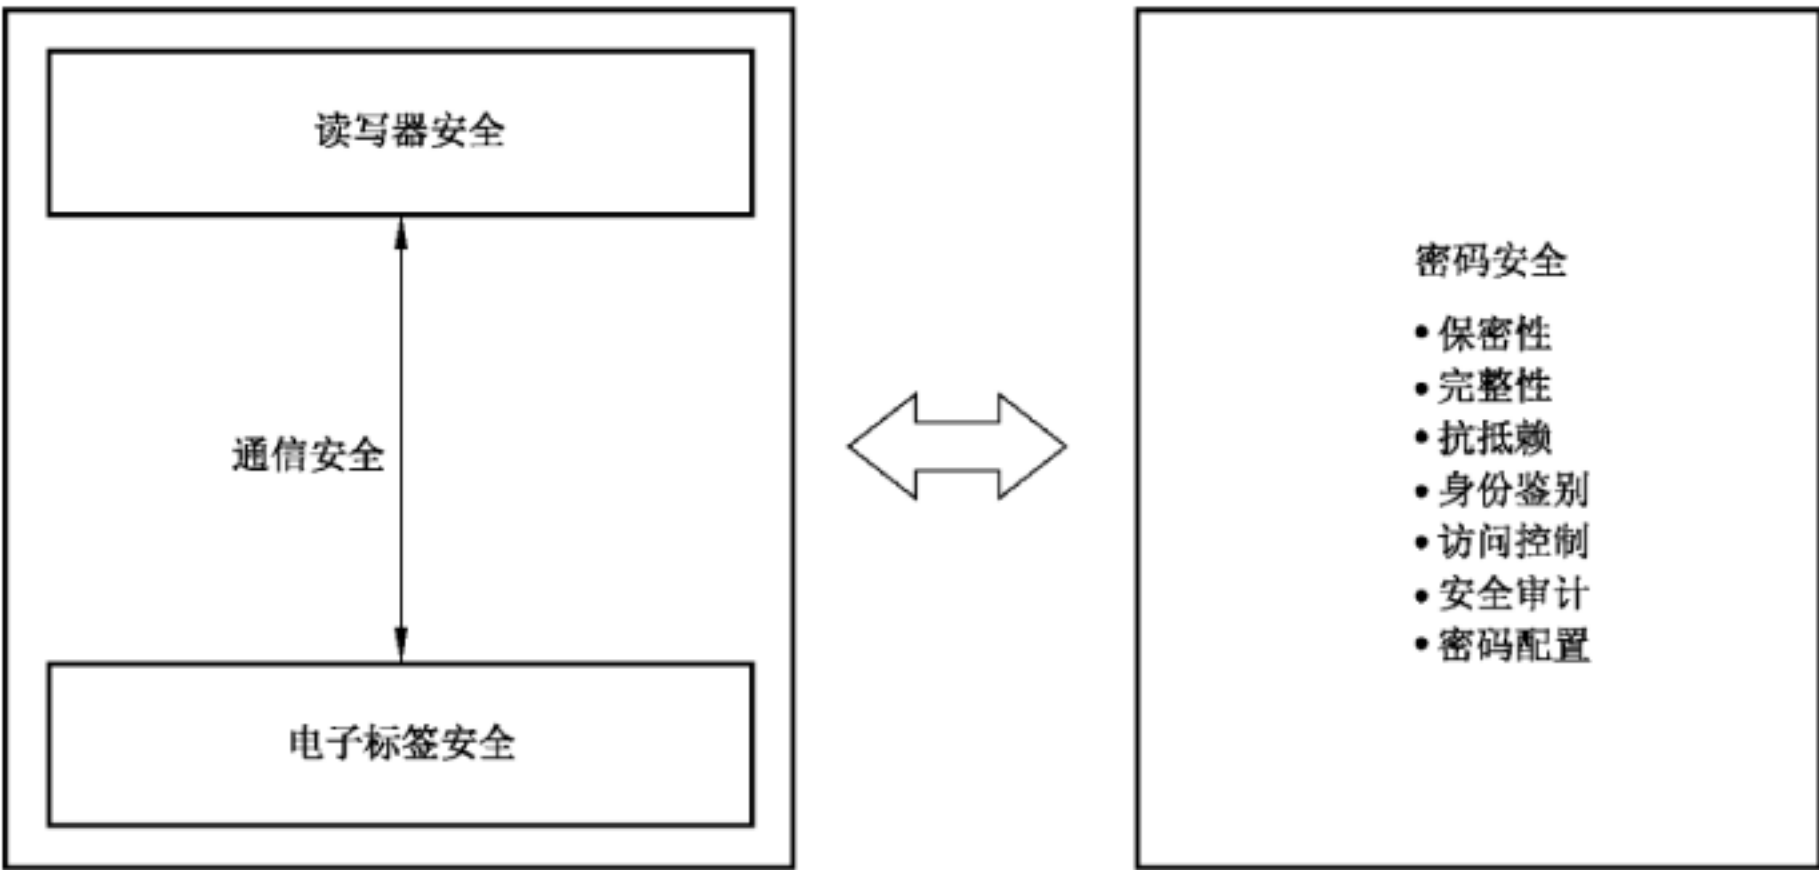 读写器安全
通信安全
电子标签安全
密码安全
• 保密性
• 完整性
• 抗抵赖
• 身份鉴别
• 访问控制
• 安全审计
• 密码配置